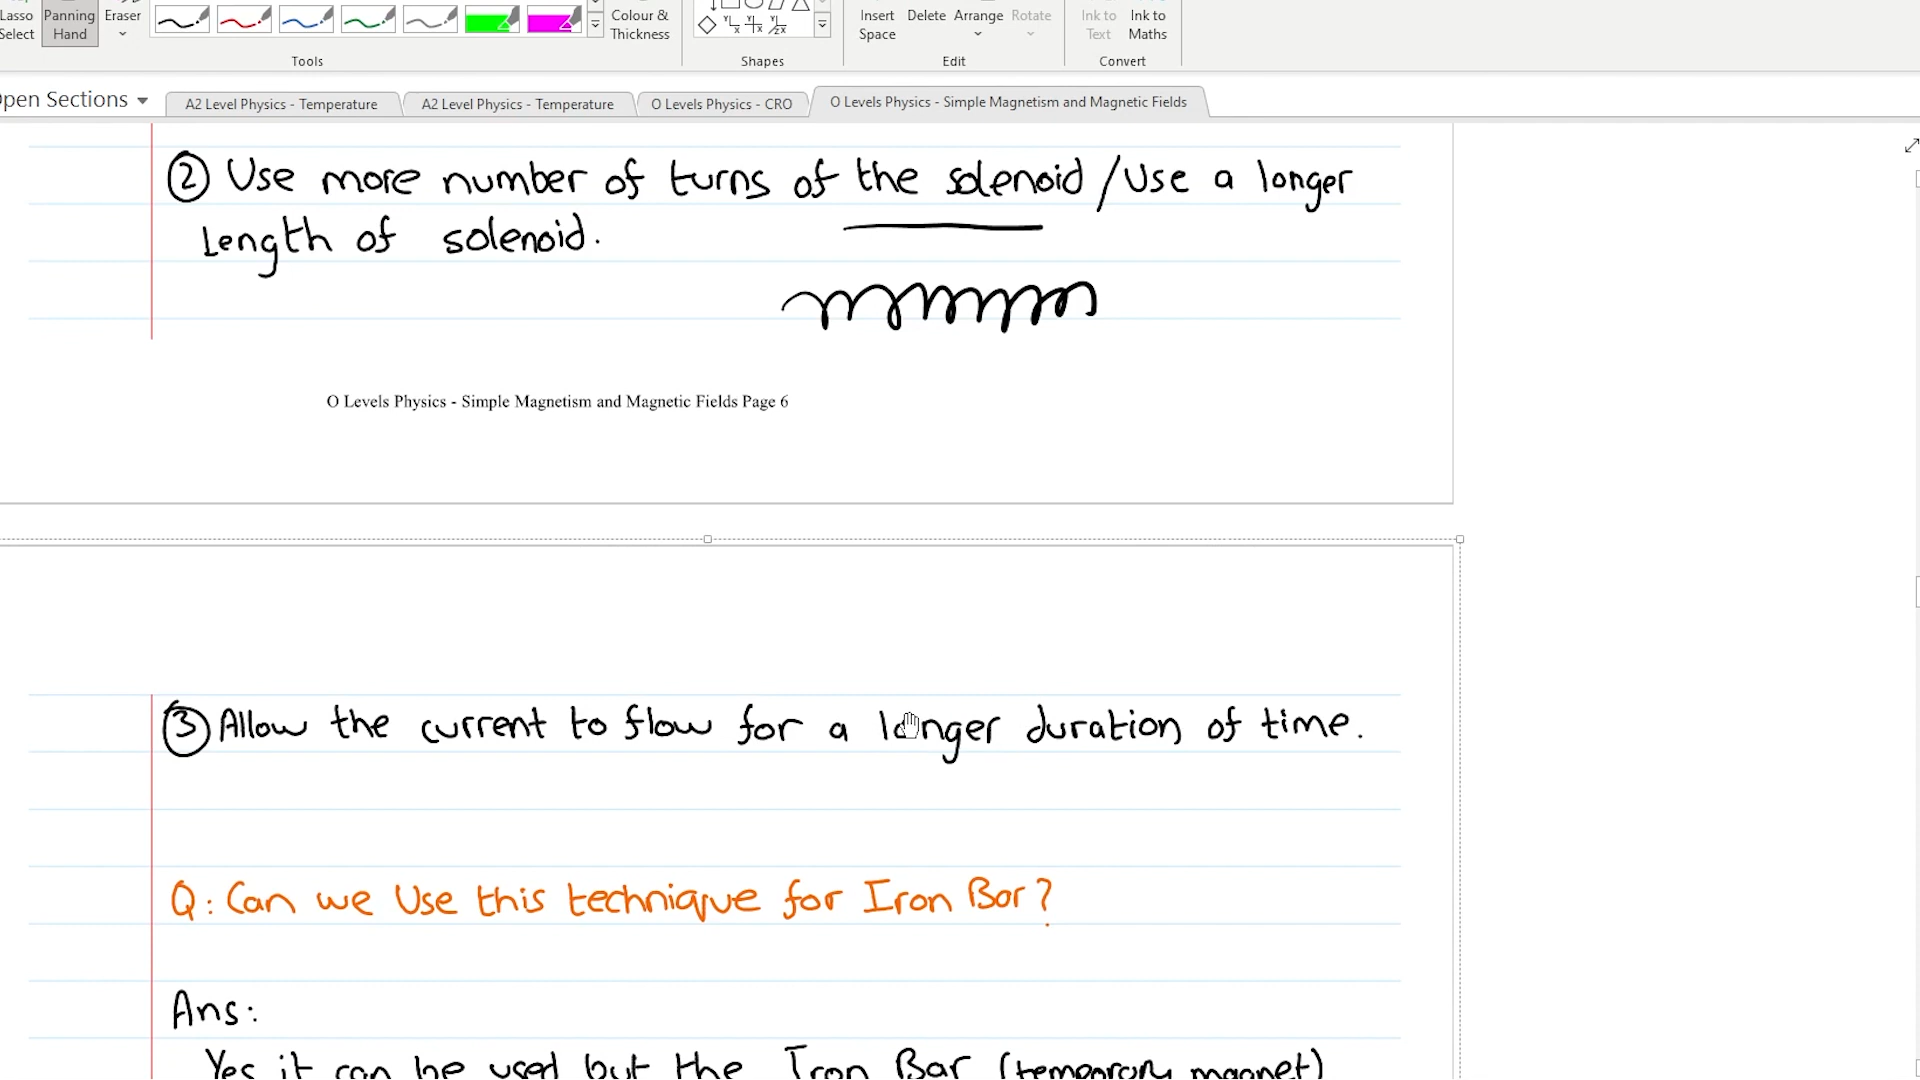 Lasso
Select
Panning
Hand
Eraser
Colour &
Thickness
Insert
Space
Delete
Arrange
Rotate
Ink to
Text
Ink to
Maths
Tools
Shapes
Edit
Convert
Open Sections
A2 Level Physics - Temperature
A2 Level Physics - Temperature
O Levels Physics - CRO
O Levels Physics - Simple Magnetism and Magnetic Fields
② Use more number of turns of the solenoid / Use a longer
Length of solenoid.
O Levels Physics - Simple Magnetism and Magnetic Fields Page 6
③ Allow the current to flow for a longer duration of time.
Q: Can we Use this technique for Iron Bar?
Ans:
Yes it can be used but the Iron Bar (temporary magnet)